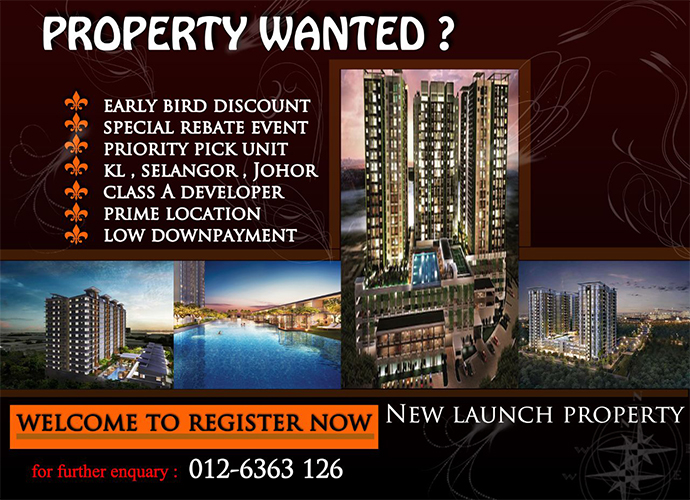 PROPERTY WANTED ?
EARLY BIRD DISCOUNT
SPECIAL REBATE EVENT
PRIORITY PICK UNIT
KL , SELANGOR , JOHOR
CLASS A DEVELOPER
PRIME LOCATION
LOW DOWNPAYMENT
WELCOME TO REGISTER NOW
NEW LAUNCH PROPERTY
for further enquary : 012-6363 126